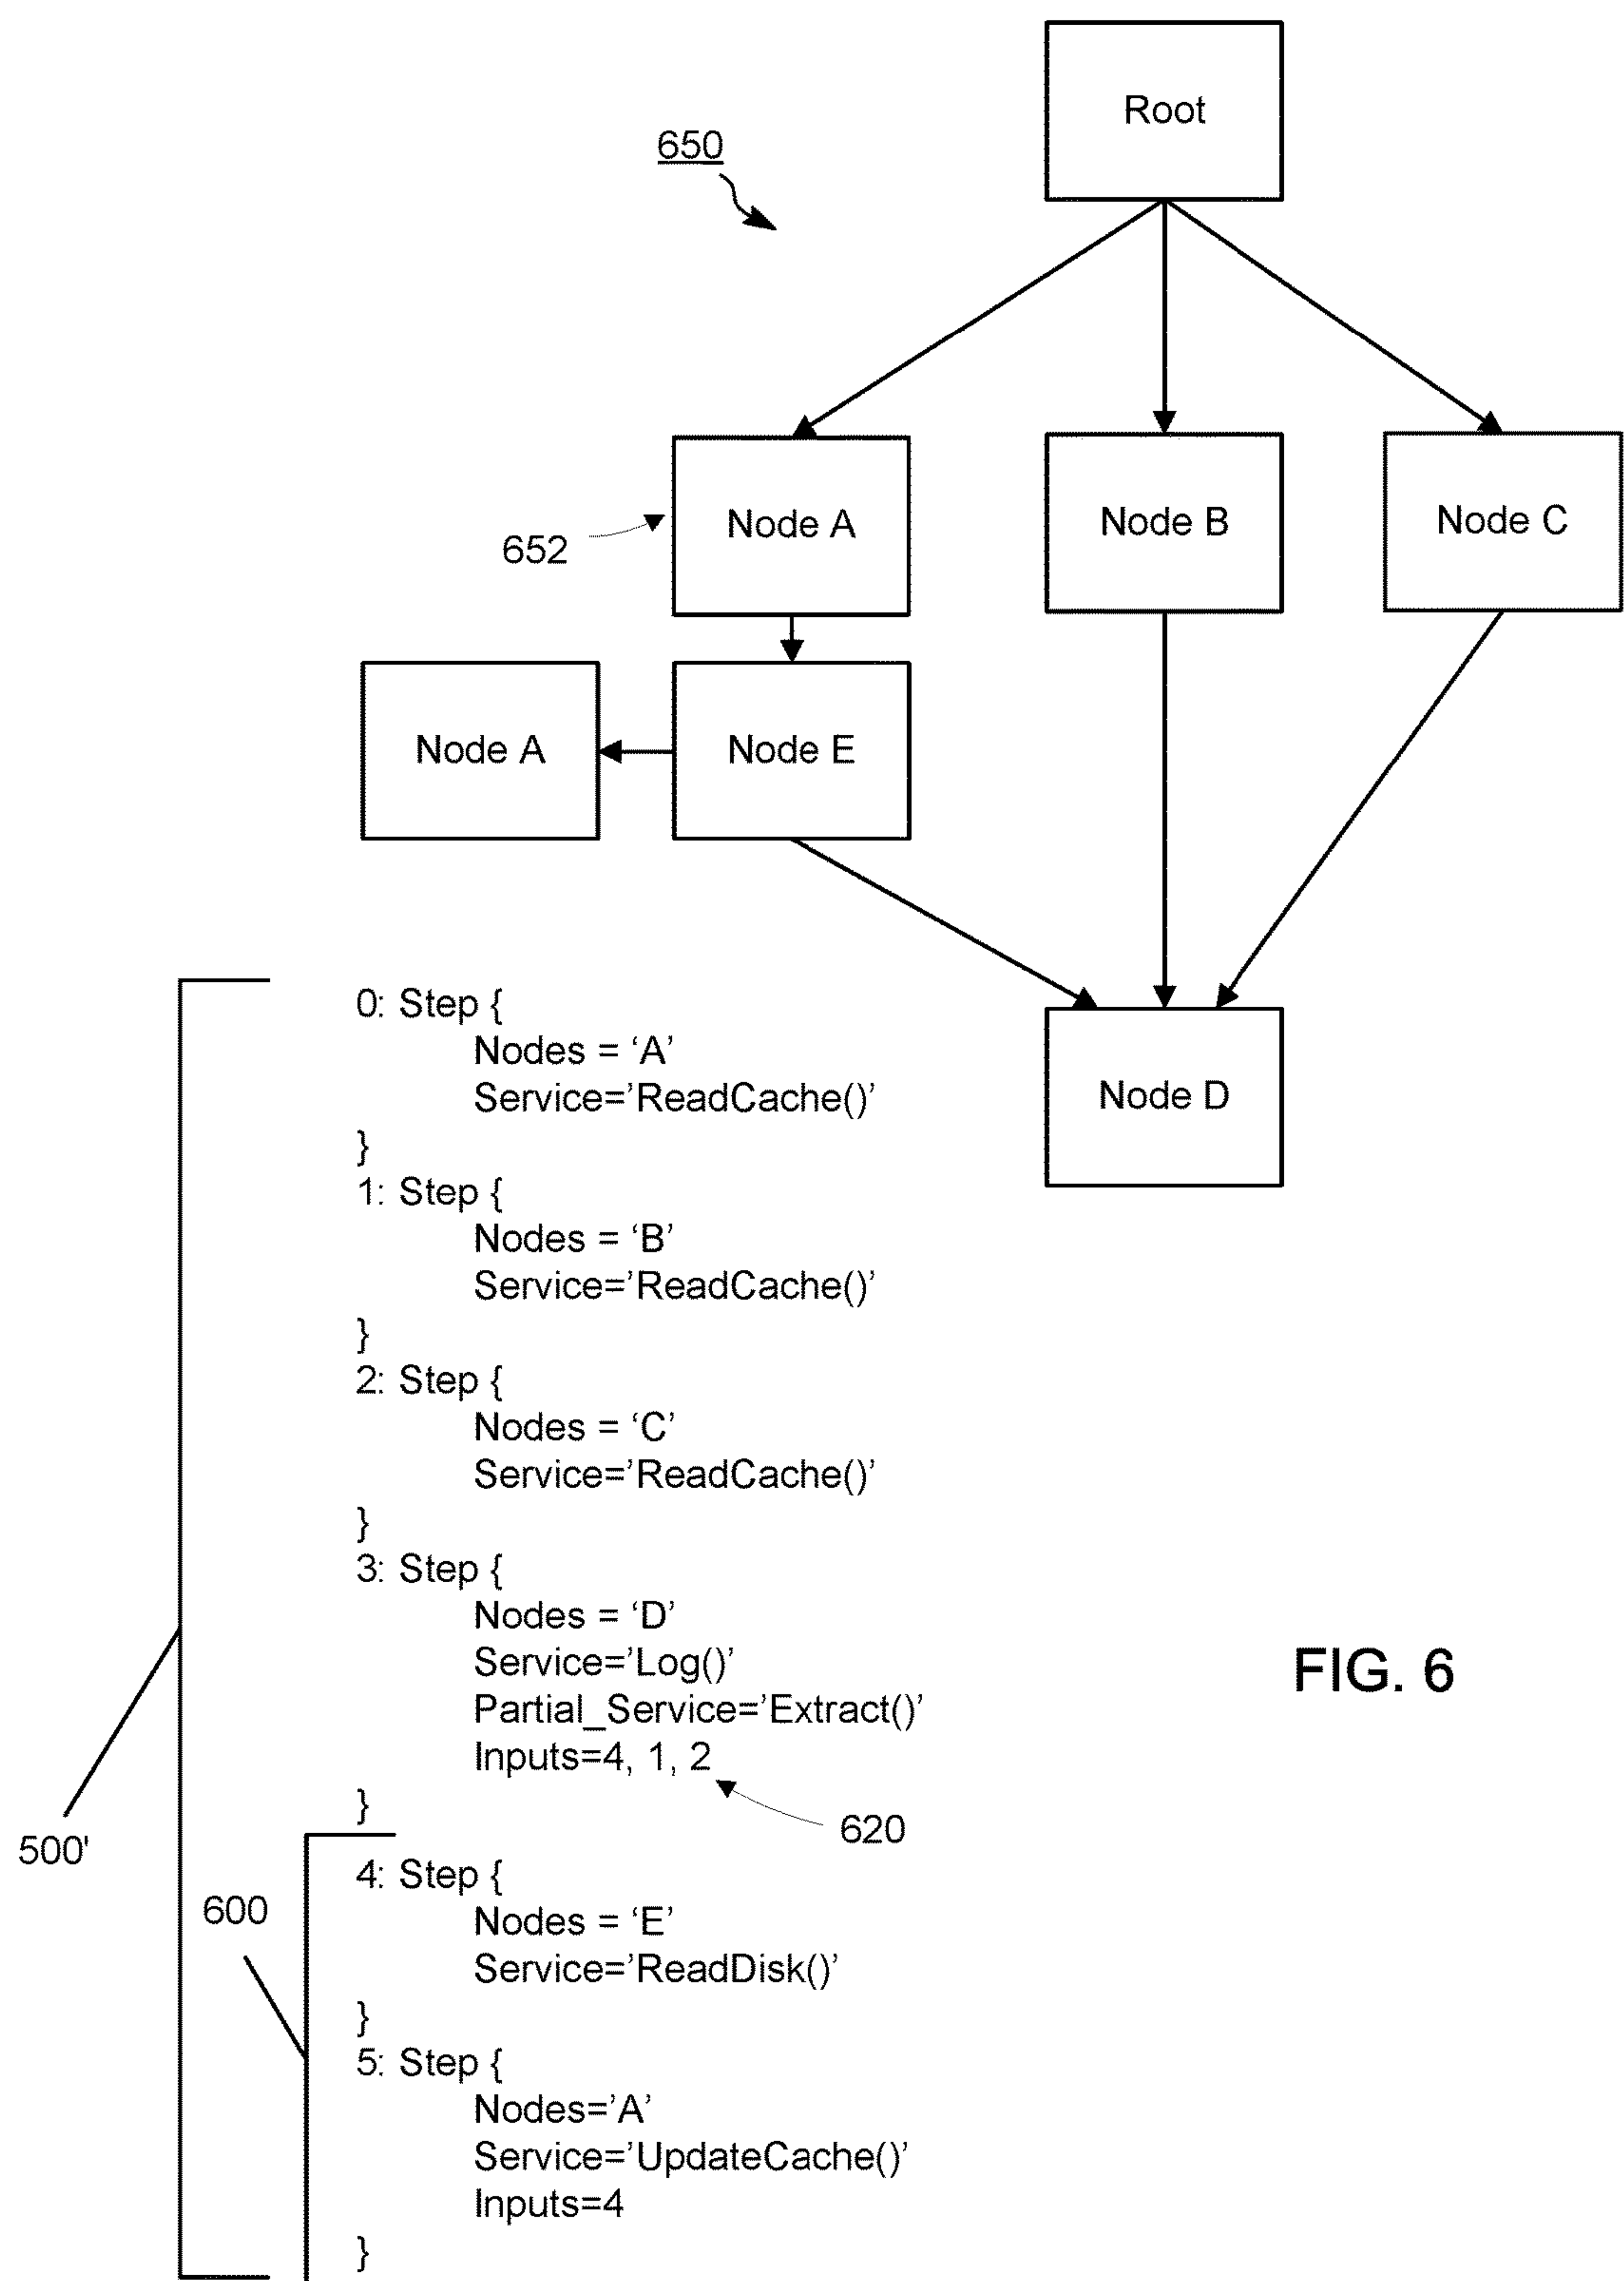 Root
650
Node A
Node B
Node C
652
Node A
Node E
Node D
0: Step {
Nodes = ‘A’
Service=’ReadCache()’
}
1: Step {
Nodes = ‘B’
Service=’ReadCache()’
}
2: Step {
Nodes = ‘C’
Service=’ReadCache()’
}
3: Step {
Nodes = ‘D’
Service=’Log()’
Partial_Service=’Extract()’
Inputs=4, 1, 2
}
620
500'
600
4: Step {
Nodes = ‘E’
Service=’ReadDisk()’
}
5: Step {
Nodes=’A’
Service=’UpdateCache()’
Inputs=4
}
FIG. 6